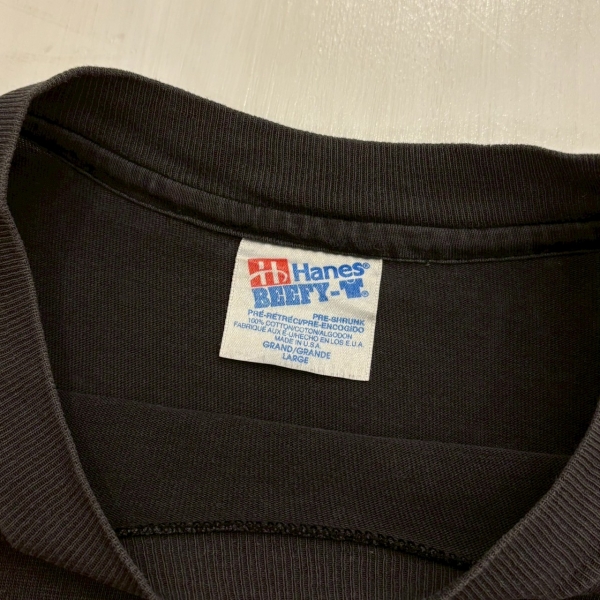 Hanes®
BEEFY-T®
PRE-SHRUNK
PRÉ-RÉTRÉCI/PRE-ENCOGIDO
100% COTTON/COTON/ALGODON
FABRIQUÉ AUX É-U/HECHO EN LOS E.U.A.
MADE IN U.S.A.
GRAND/GRANDE
LARGE